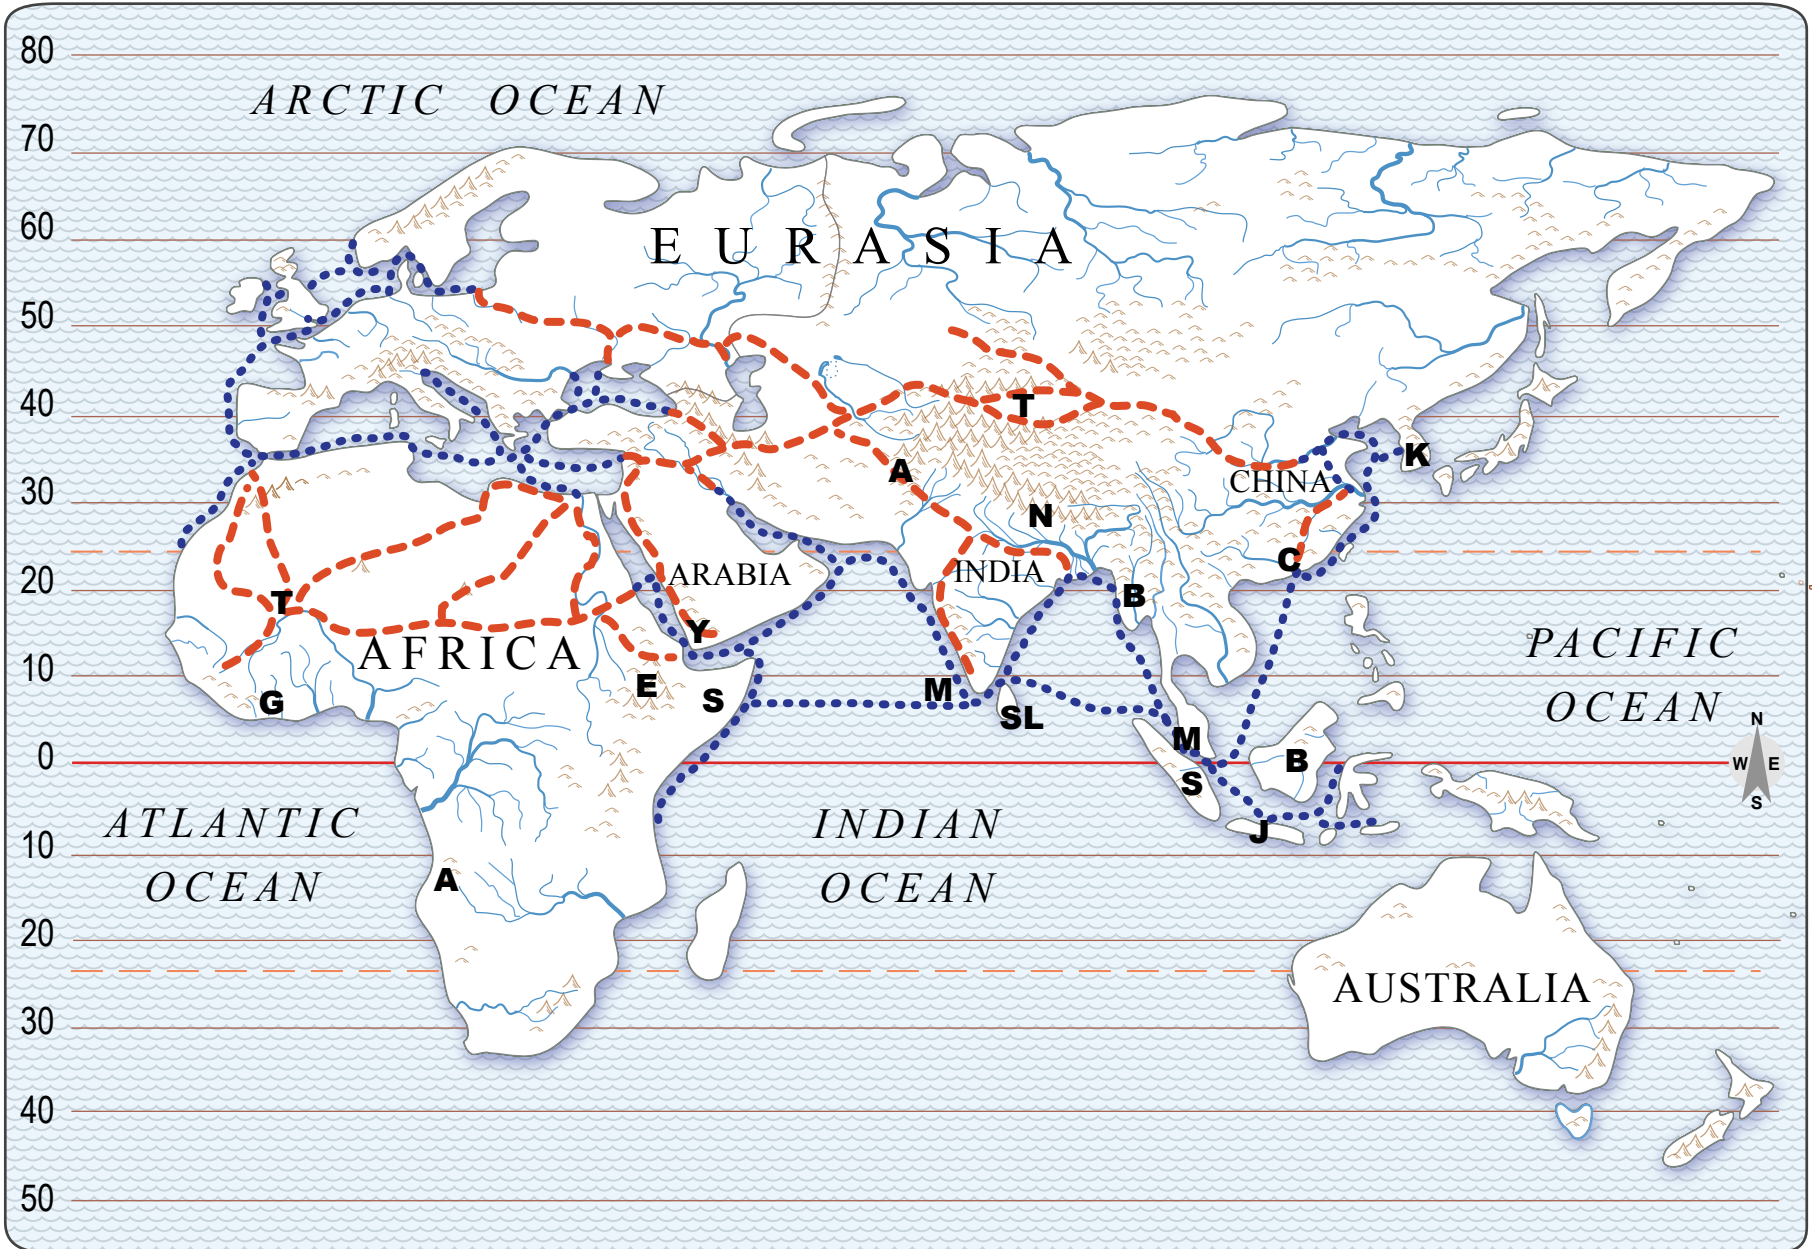 80
ARCTIC OCEAN
70
60
EURASIA
50
40
T
K
A
CHINA
30
N
C
20
ARABIA
INDIA
B
T
Y
AFRICA
PACIFIC
OCEAN
10
E
S
M
G
SL
N
W E
S
0
M
B
S
ATLANTIC
OCEAN
INDIAN
OCEAN
J
10
A
20
AUSTRALIA
30
40
50